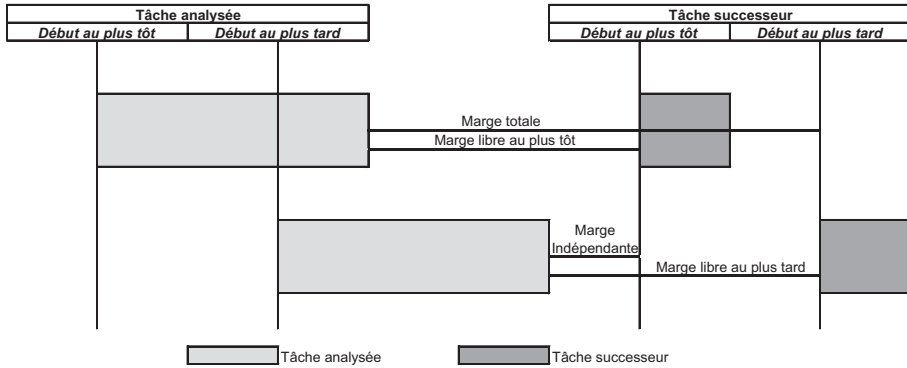 Tâche analysée
Tâche successeur
Début au plus tôt
Début au plus tard
Début au plus tôt
Début au plus tard
Marge totale
Marge libre au plus tôt
Marge
Indépendante
Marge libre au plus tard
Tâche analysée
Tâche successeur